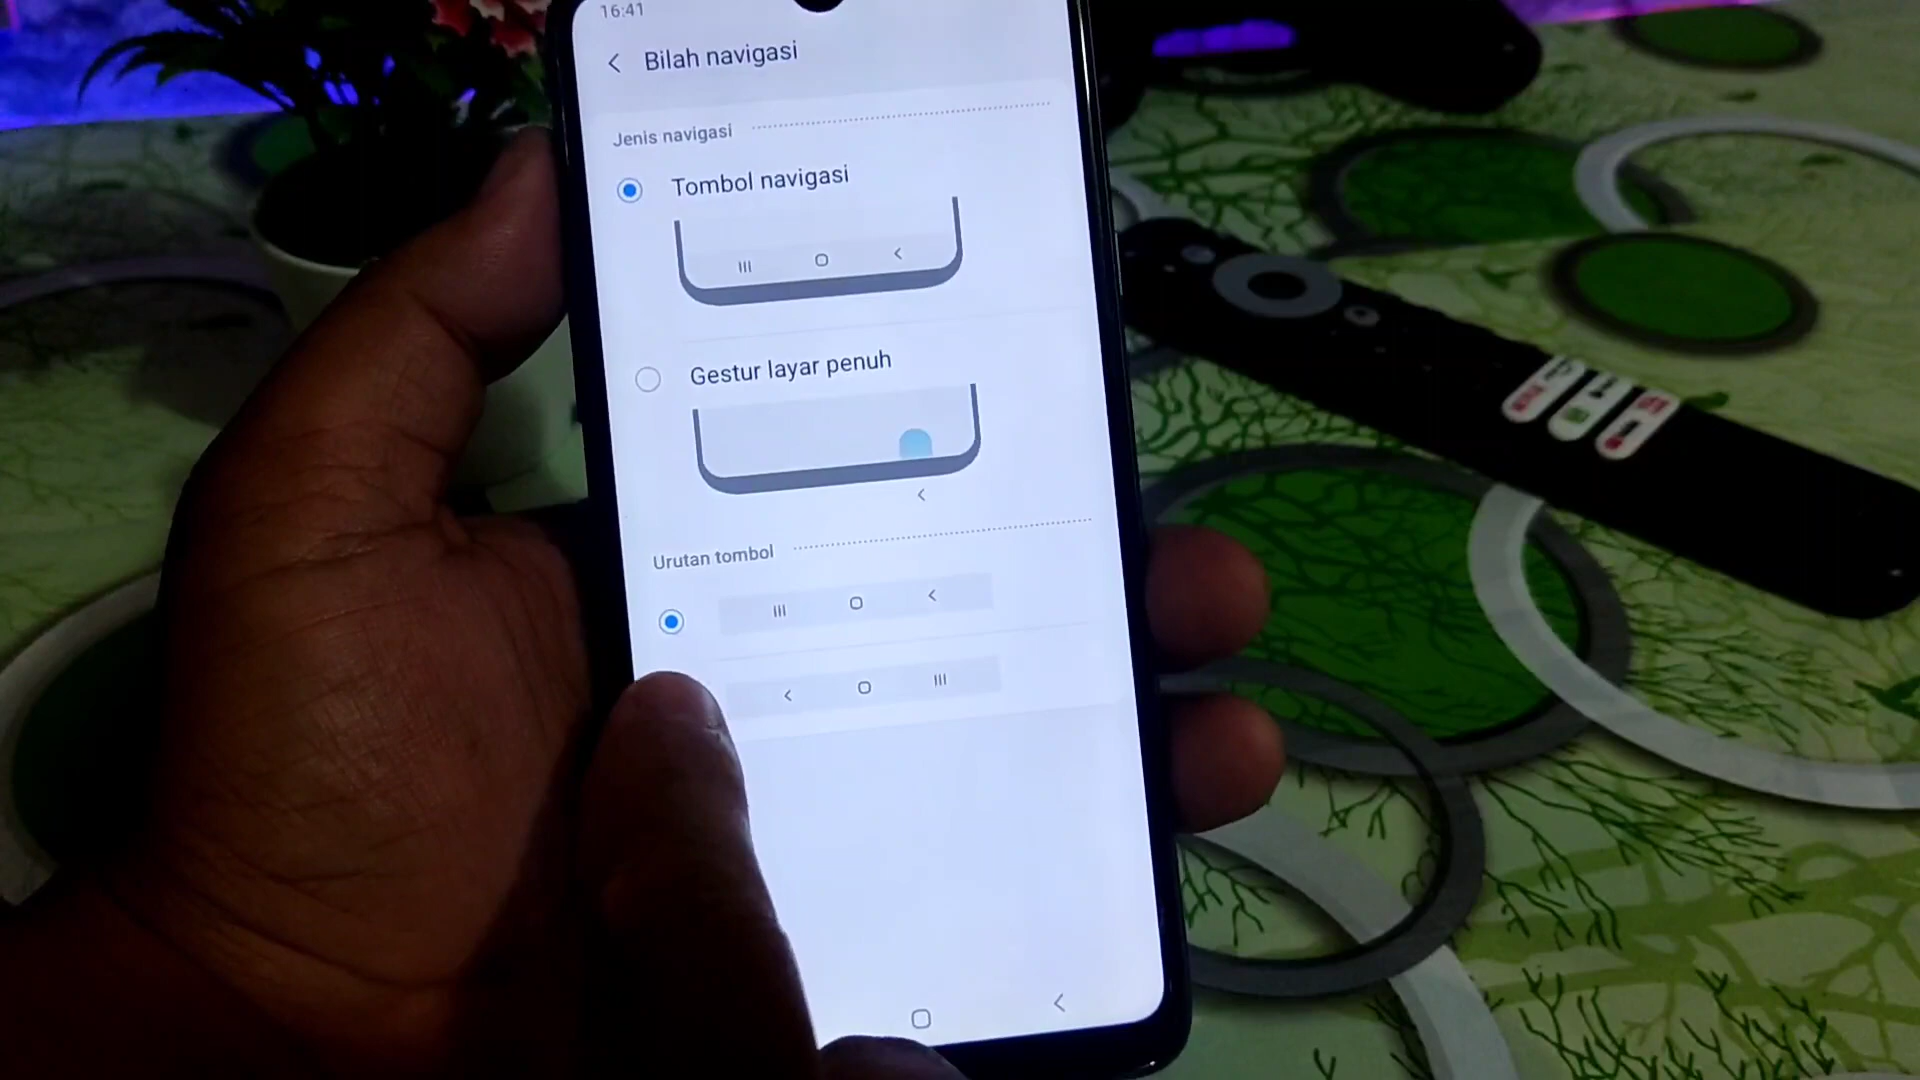 16:41
Bilah navigasi
Jenis navigasi
Tombol navigasi
Gestur layar penuh
Urutan tombol